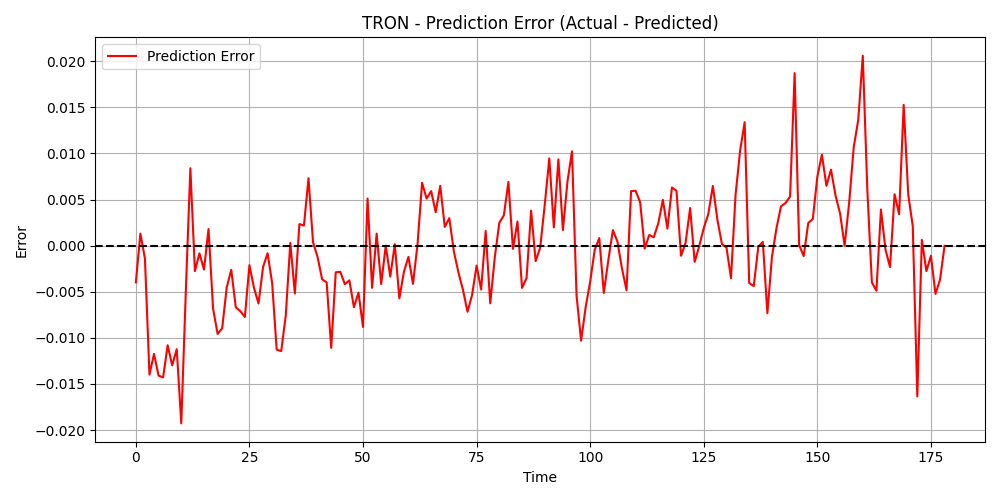 TRON - Prediction Error (Actual - Predicted)
Prediction Error
Error
0.020
0.015
0.010
0.005
0.000
−0.005
−0.010
−0.015
−0.020
0 25 50 75 100 125 150 175
Time